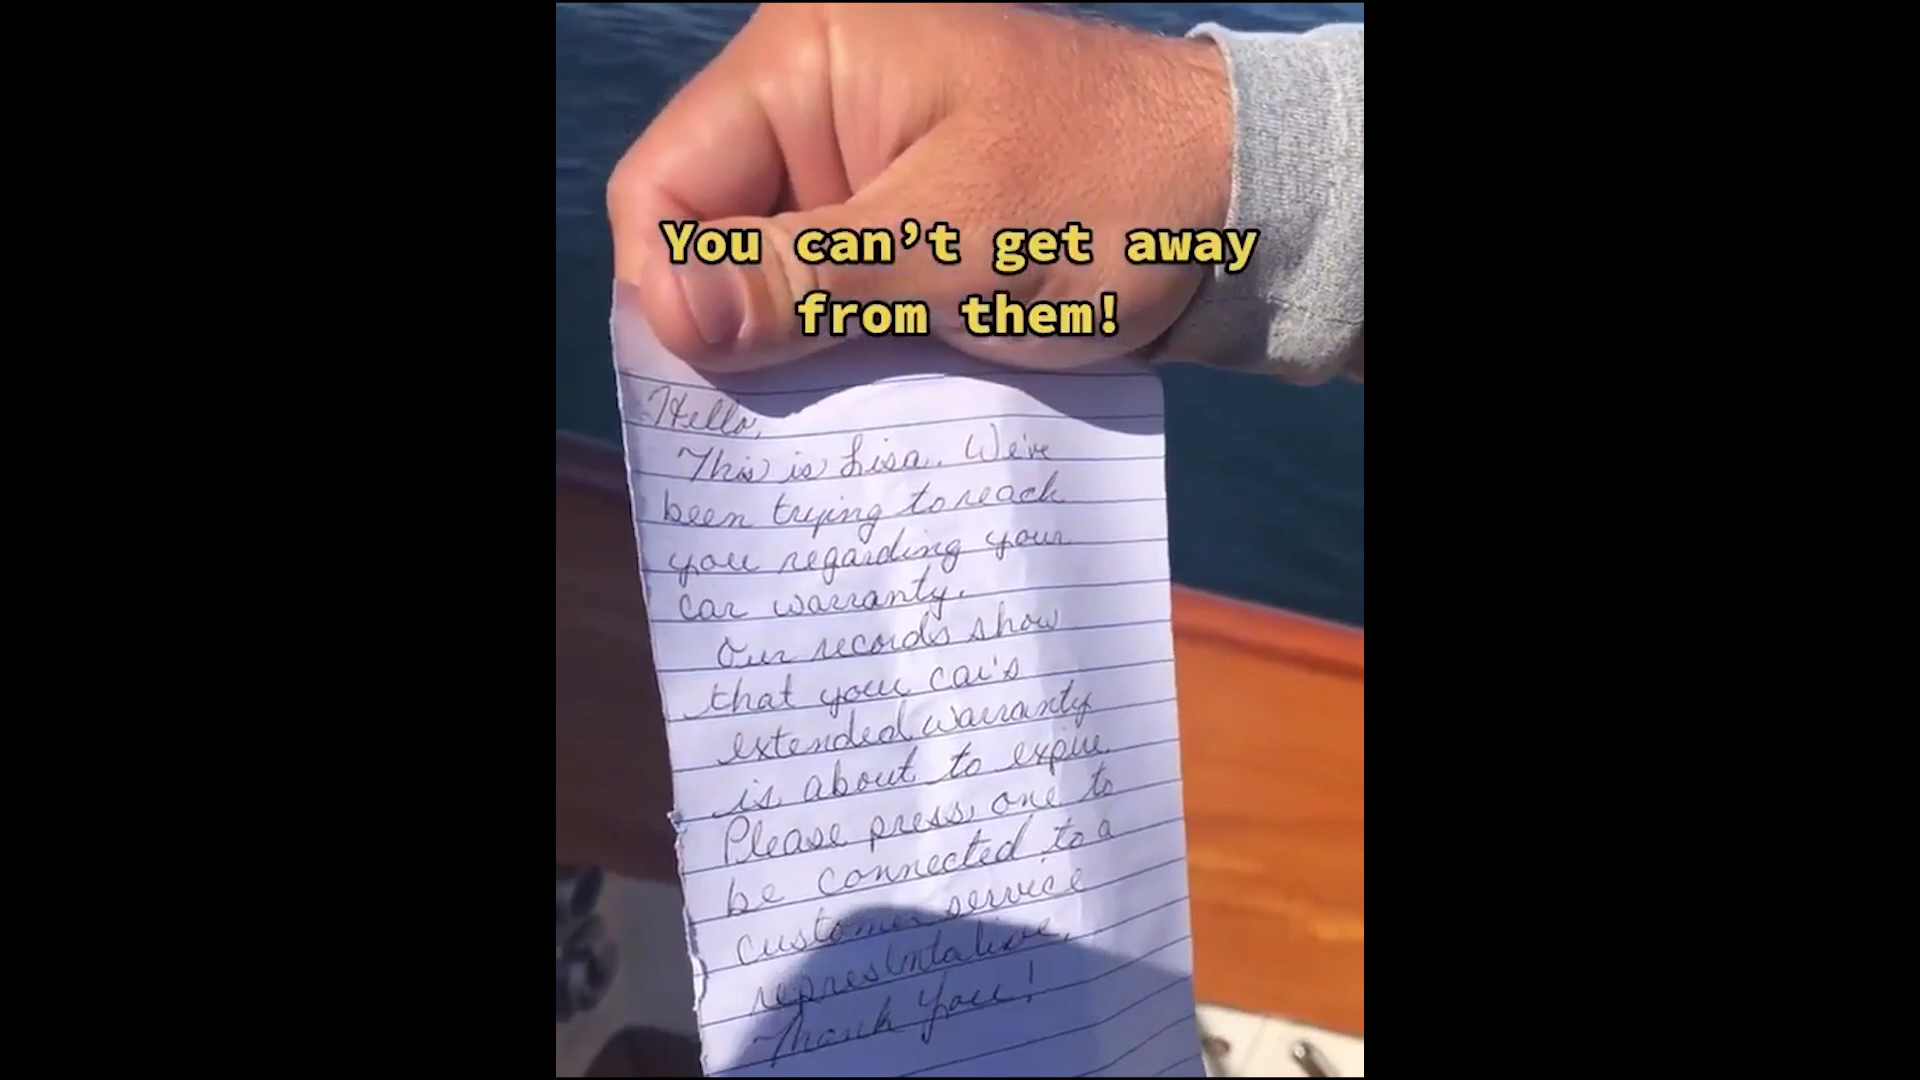 You can't get away
from them!
Hello,
This is Lisa. We've
been trying to reach
you regarding your
car warranty.
Our records show
that your car's
extended warranty
is about to expire.
Please press one to
be connected to a
customer service
representative.
Thank You!